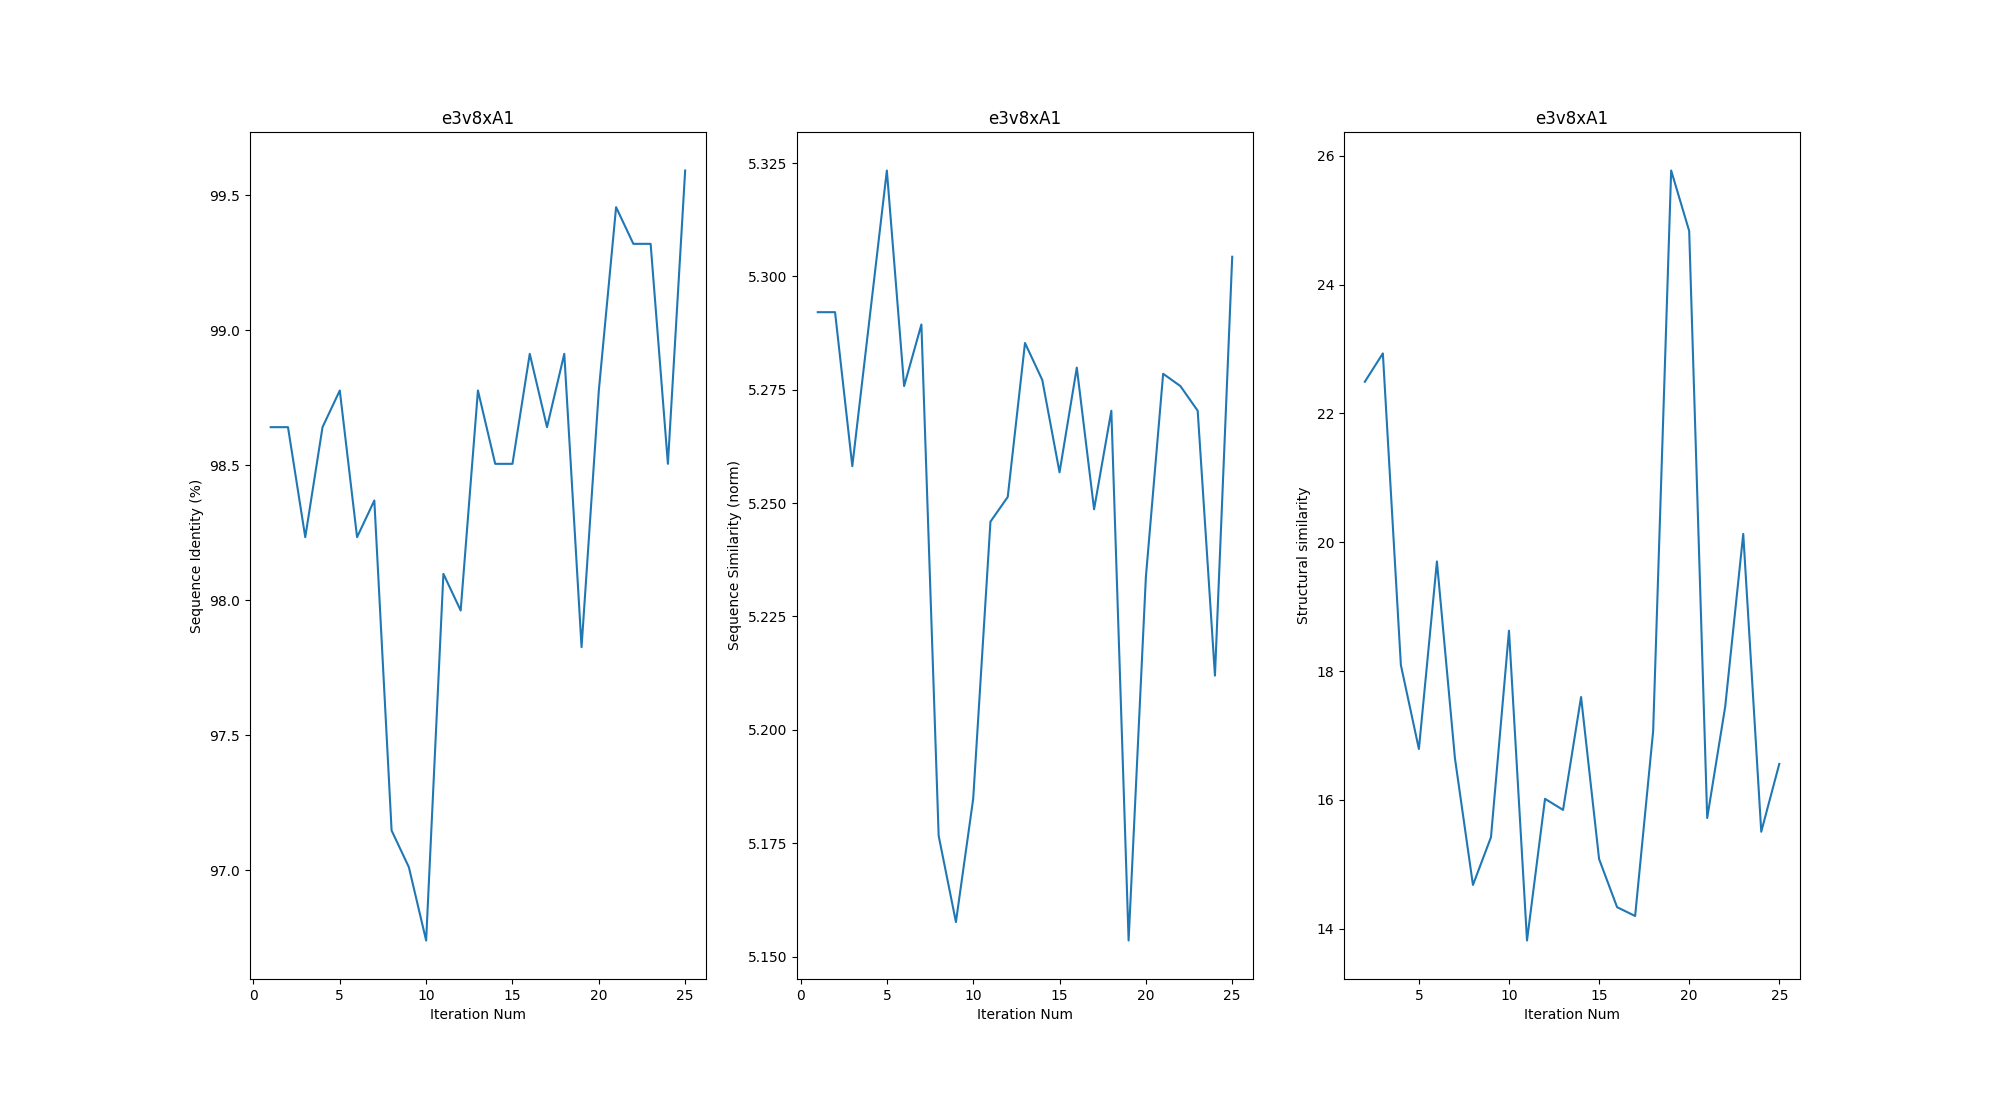 e3v8xA1
99.5
99.0
98.5
98.0
97.5
97.0
Sequence Identity (%)
0 5 10 15 20 25
Iteration Num
e3v8xA1
5.325
5.300
5.275
5.250
5.225
5.200
5.175
5.150
Sequence Similarity (norm)
0 5 10 15 20 25
Iteration Num
e3v8xA1
26
24
22
20
18
16
14
Structural similarity
5 10 15 20 25
Iteration Num